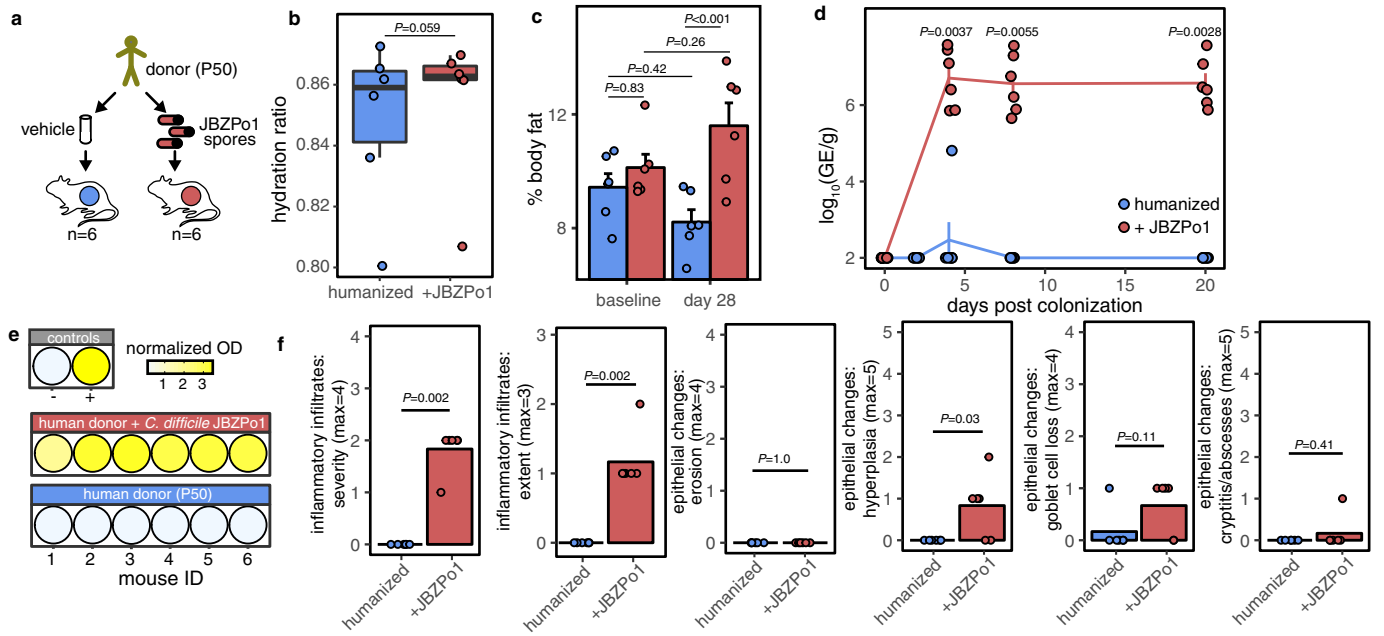 a
donor (P50)
vehicle
JBZPo1
spores
n=6
n=6
b
hydration ratio
P=0.059
0.86
0.84
0.82
0.80
humanized
+JBZPo1
c
% body fat
P<0.001
P=0.26
P=0.42
P=0.83
12
8
baseline
day 28
d
log10(GE/g)
P=0.0037
P=0.0055
P=0.0028
6
4
2
humanized
+ JBZPo1
0
5
10
15
20
days post colonization
e
controls
-
+
normalized OD
1 2 3
human donor + C. difficile JBZPo1
human donor (P50)
1 2 3 4 5 6
mouse ID
f
inflammatory infiltrates:
severity (max=4)
4
3
2
1
0
P=0.002
humanized
+JBZPo1
inflammatory infiltrates:
extent (max=3)
3
2
1
0
P=0.002
humanized
+JBZPo1
epithelial changes:
erosion (max=4)
4
3
2
1
0
P=1.0
humanized
+JBZPo1
epithelial changes:
hyperplasia (max=5)
5
4
3
2
1
0
P=0.03
humanized
+JBZPo1
epithelial changes:
goblet cell loss (max=4)
4
3
2
1
0
P=0.11
humanized
+JBZPo1
epithelial changes:
cryptitis/abscesses (max=5)
5
4
3
2
1
0
P=0.41
humanized
+JBZPo1